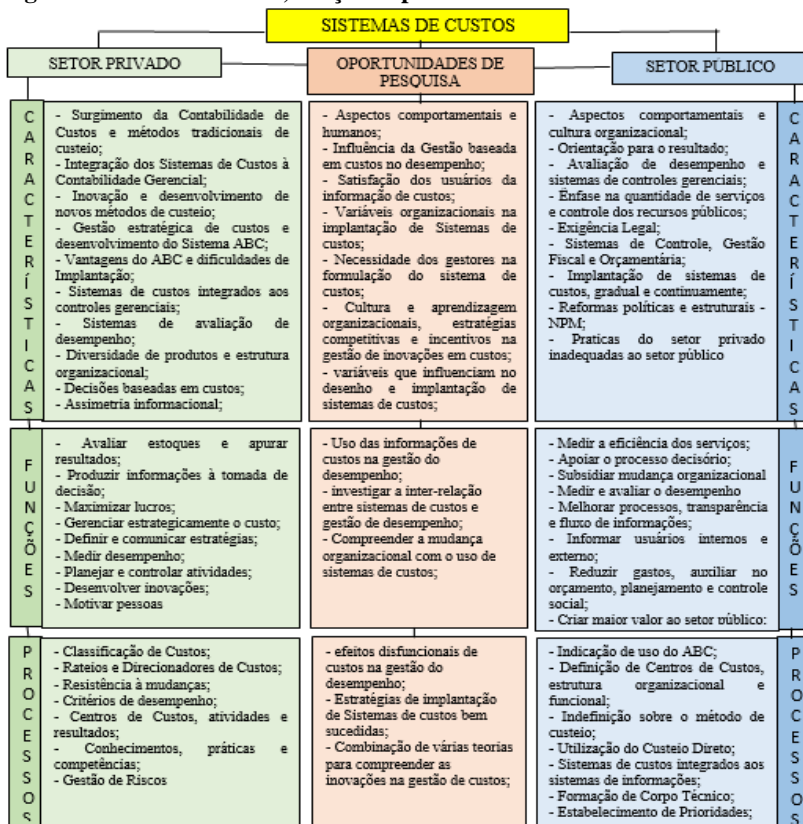 SISTEMAS DE CUSTOS
SETOR PRIVADO
OPORTUNIDADES DE
PESQUISA
SETOR PÚBLICO
CARACTERÍSTICAS
- Surgimento da Contabilidade de
Custos e métodos tradicionais de
custeio;
- Integração dos Sistemas de Custos à
Contabilidade Gerencial;
- Inovação e desenvolvimento de
novos métodos de custeio;
- Gestão estratégica de custos e
desenvolvimento do Sistema ABC;
- Vantagens do ABC e dificuldades de
Implantação;
- Sistemas de custos integrados aos
controles gerenciais;
- Sistemas de avaliação de
desempenho;
- Diversidade de produtos e estrutura
organizacional;
- Decisões baseadas em custos;
- Assimetria informacional;
- Aspectos comportamentais e
humanos;
- Influência da Gestão baseada
em custos no desempenho;
- Satisfação dos usuários da
informação de custos;
- Variáveis organizacionais na
implantação de Sistemas de
custos;
- Necessidade dos gestores na
formulação do sistema de
custos;
- Cultura e aprendizagem
organizacionais, estratégias
competitivas e incentivos na
gestão de inovações em custos;
- variáveis que influenciam no
desenho e implantação de
sistemas de custos;
- Aspectos comportamentais e
cultura organizacional;
- Orientação para o resultado;
- Avaliação de desempenho e
sistemas de controles gerenciais;
- Ênfase na quantidade de serviços
e controle dos recursos públicos;
- Exigência Legal;
- Sistemas de Controle, Gestão
Fiscal e Orçamentária;
- Implantação de sistemas de
custos, gradual e continuamente;
- Reformas políticas e estruturais -
NPM;
- Praticas do setor privado
inadequadas ao setor público
CARACTERÍSTICAS
FUNÇÕES
- Avaliar estoques e apurar
resultados;
- Produzir informações à tomada de
decisão;
- Maximizar lucros;
- Gerenciar estrategicamente o custo;
- Definir e comunicar estratégias;
- Medir desempenho;
- Planejar e controlar atividades;
- Desenvolver inovações;
- Motivar pessoas
- Uso das informações de
custos na gestão do
desempenho;
- investigar a inter-relação
entre sistemas de custos e
gestão de desempenho;
- Compreender a mudança
organizacional com o uso de
sistemas de custos;
- Medir a eficiência dos serviços;
- Apoiar o processo decisório;
- Subsidiar mudança organizacional
- Medir e avaliar o desempenho
- Melhorar processos, transparência
e fluxo de informações;
- Informar usuários internos e
externo;
- Reduzir gastos, auxiliar no
orçamento, planejamento e controle
social;
- Criar maior valor ao setor público;
FUNÇÕES
PROCESSOS
- Classificação de Custos;
- Rateios e Direcionadores de Custos;
- Resistência à mudanças;
- Critérios de desempenho;
- Centros de Custos, atividades e
resultados;
- Conhecimentos, práticas e
competências;
- Gestão de Riscos
- efeitos disfuncionais de
custos na gestão do
desempenho;
- Estratégias de implantação
de Sistemas de custos bem
sucedidas;
- Combinação de várias teorias
para compreender as
inovações na gestão de custos;
- Indicação de uso do ABC;
- Definição de Centros de Custos,
estrutura organizacional e
funcional;
- Indefinição sobre o método de
custeio;
- Utilização do Custeio Direto;
- Sistemas de custos integrados aos
sistemas de informações;
- Formação de Corpo Técnico;
- Estabelecimento de Prioridades;
PROCESSOS